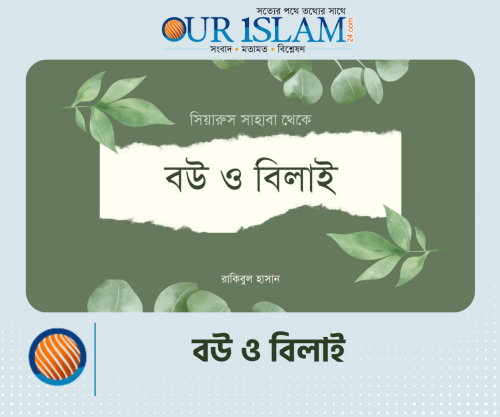 সত্যের পথে তথ্যের সাথে
OUR ISLAM
24.com
সংবাদ • মতামত • বিশ্লেষণ
সিয়ারুস সাহাবা থেকে
বউ ও বিলাই
রাকিবুল হাসান
বউ ও বিলাই